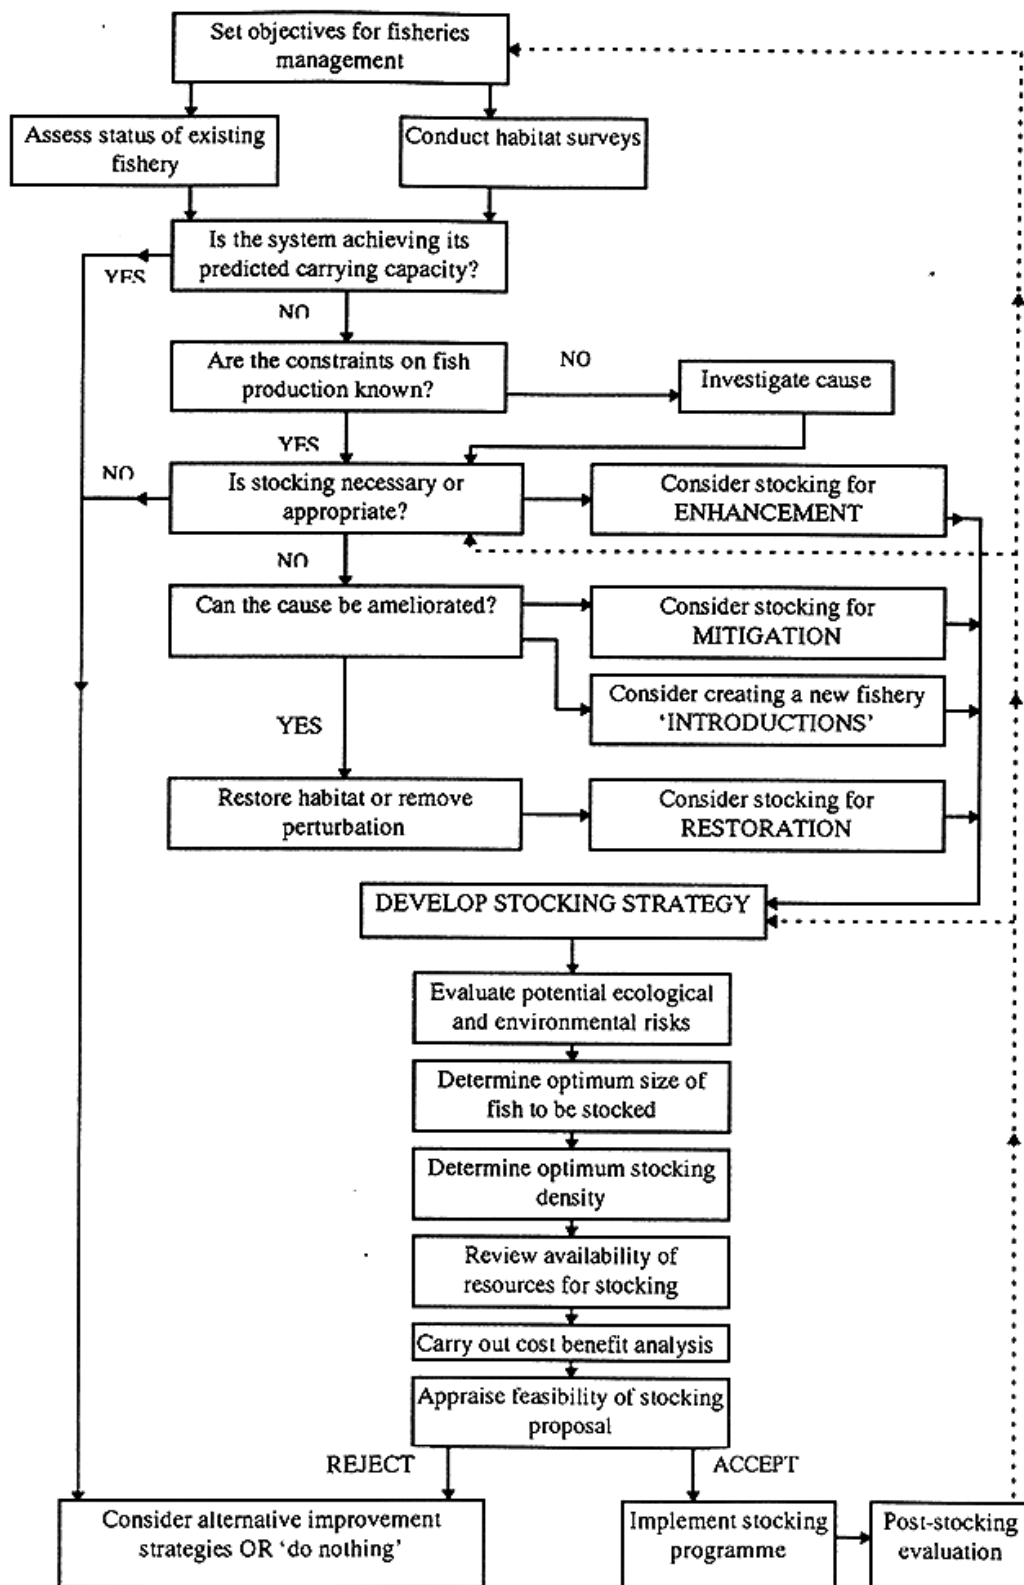 Set objectives for fisheries
management
Assess status of existing
fishery
Conduct habitat surveys
Is the system achieving its
predicted carrying capacity?
YES
NO
Are the constraints on fish
production known?
NO
Investigate cause
YES
NO
Is stocking necessary or
appropriate?
Consider stocking for
ENHANCEMENT
NO
Can the cause be ameliorated?
Consider stocking for
MITIGATION
Consider creating a new fishery
‘INTRODUCTIONS’
YES
Restore habitat or remove
perturbation
Consider stocking for
RESTORATION
DEVELOP STOCKING STRATEGY
Evaluate potential ecological
and environmental risks
Determine optimum size of
fish to be stocked
Determine optimum stocking
density
Review availability of
resources for stocking
Carry out cost benefit analysis
Appraise feasibility of stocking
proposal
REJECT
ACCEPT
Consider alternative improvement
strategies OR ‘do nothing’
Implement stocking
programme
Post-stocking
evaluation